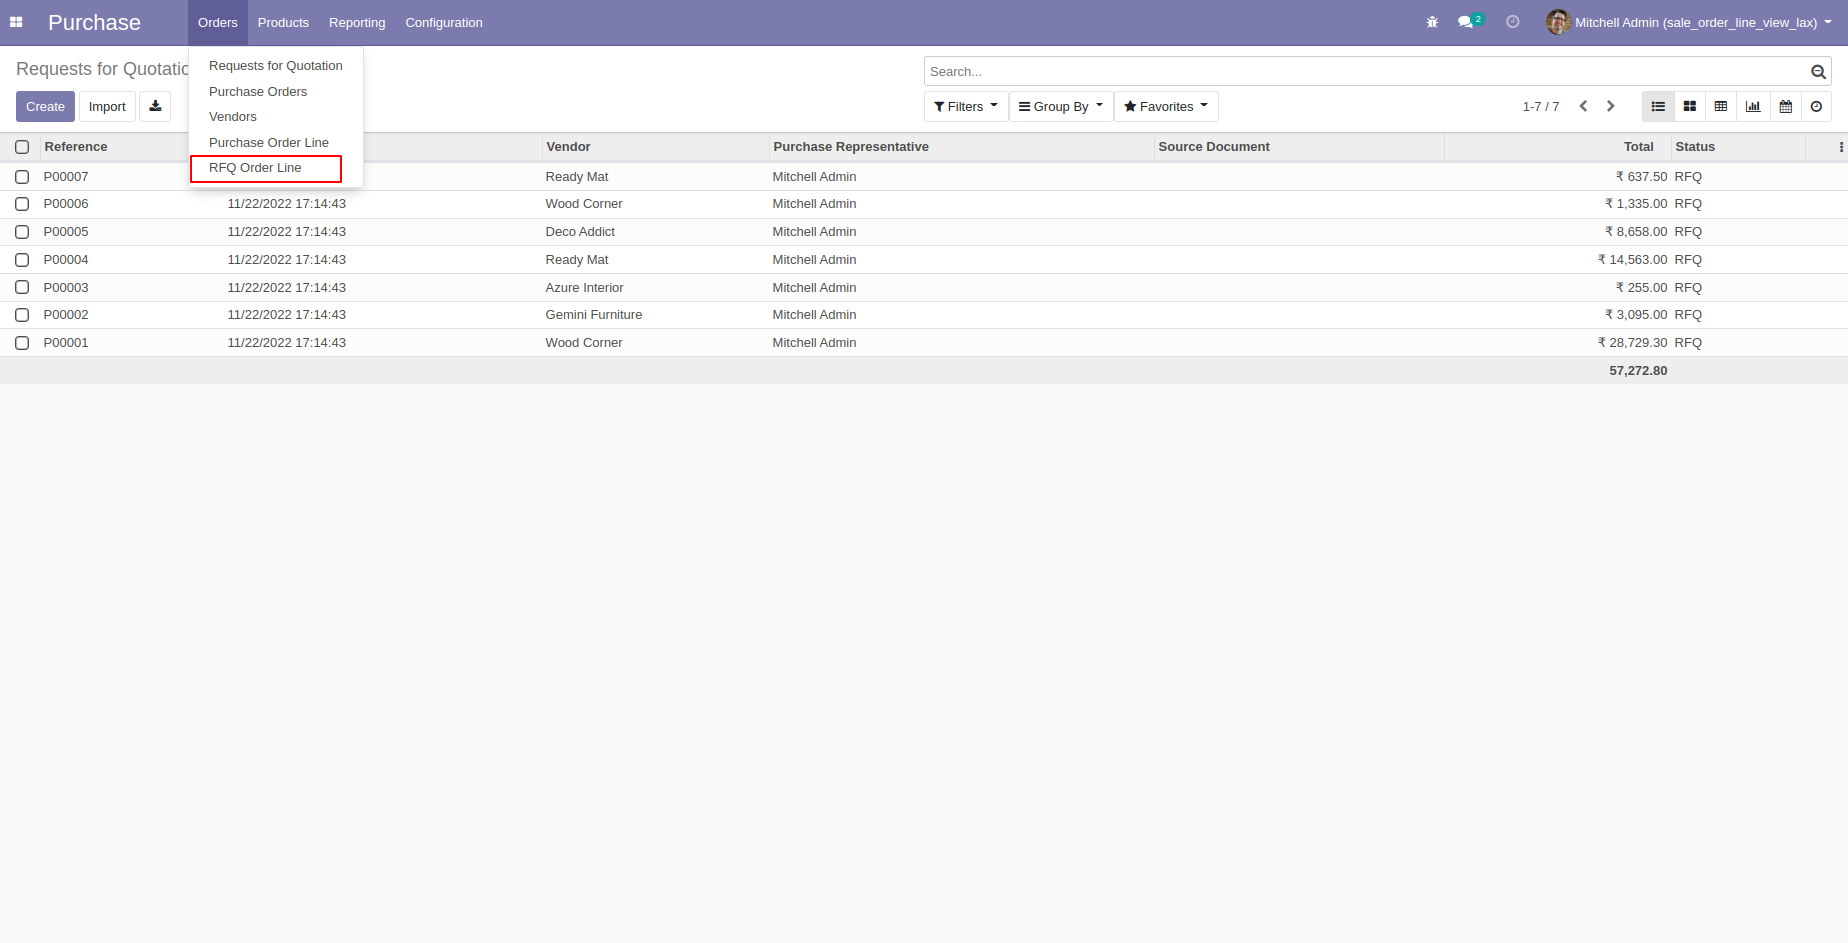 Purchase Orders Products Reporting Configuration 2 Mitchell Admin (sale_order_line_view_lax)
Requests for Quotatio
Search...
Create Import
Filters Group By Favorites 1-7 / 7
Requests for Quotation
Purchase Orders
Vendors
Purchase Order Line
RFQ Order Line
Reference Vendor Purchase Representative Source Document Total Status
P00007 Ready Mat Mitchell Admin ₹ 637.50 RFQ
P00006 11/22/2022 17:14:43 Wood Corner Mitchell Admin ₹ 1,335.00 RFQ
P00005 11/22/2022 17:14:43 Deco Addict Mitchell Admin ₹ 8,658.00 RFQ
P00004 11/22/2022 17:14:43 Ready Mat Mitchell Admin ₹ 14,563.00 RFQ
P00003 11/22/2022 17:14:43 Azure Interior Mitchell Admin ₹ 255.00 RFQ
P00002 11/22/2022 17:14:43 Gemini Furniture Mitchell Admin ₹ 3,095.00 RFQ
P00001 11/22/2022 17:14:43 Wood Corner Mitchell Admin ₹ 28,729.30 RFQ
57,272.80